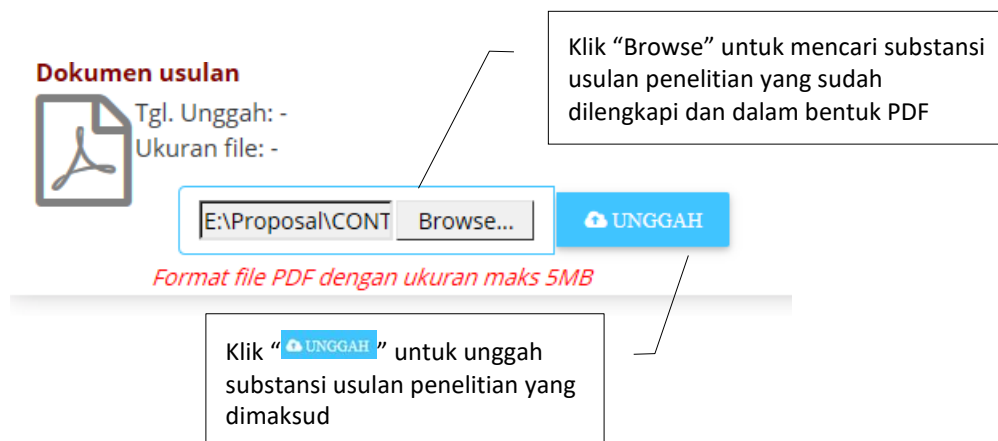 Klik “Browse” untuk mencari substansi
usulan penelitian yang sudah
dilengkapi dan dalam bentuk PDF
Dokumen usulan
Tgl. Unggah: -
Ukuran file: -
E:\Proposal\CONT Browse... UNGGAH
Format file PDF dengan ukuran maks 5MB
Klik “ UNGGAH ” untuk unggah
substansi usulan penelitian yang
dimaksud